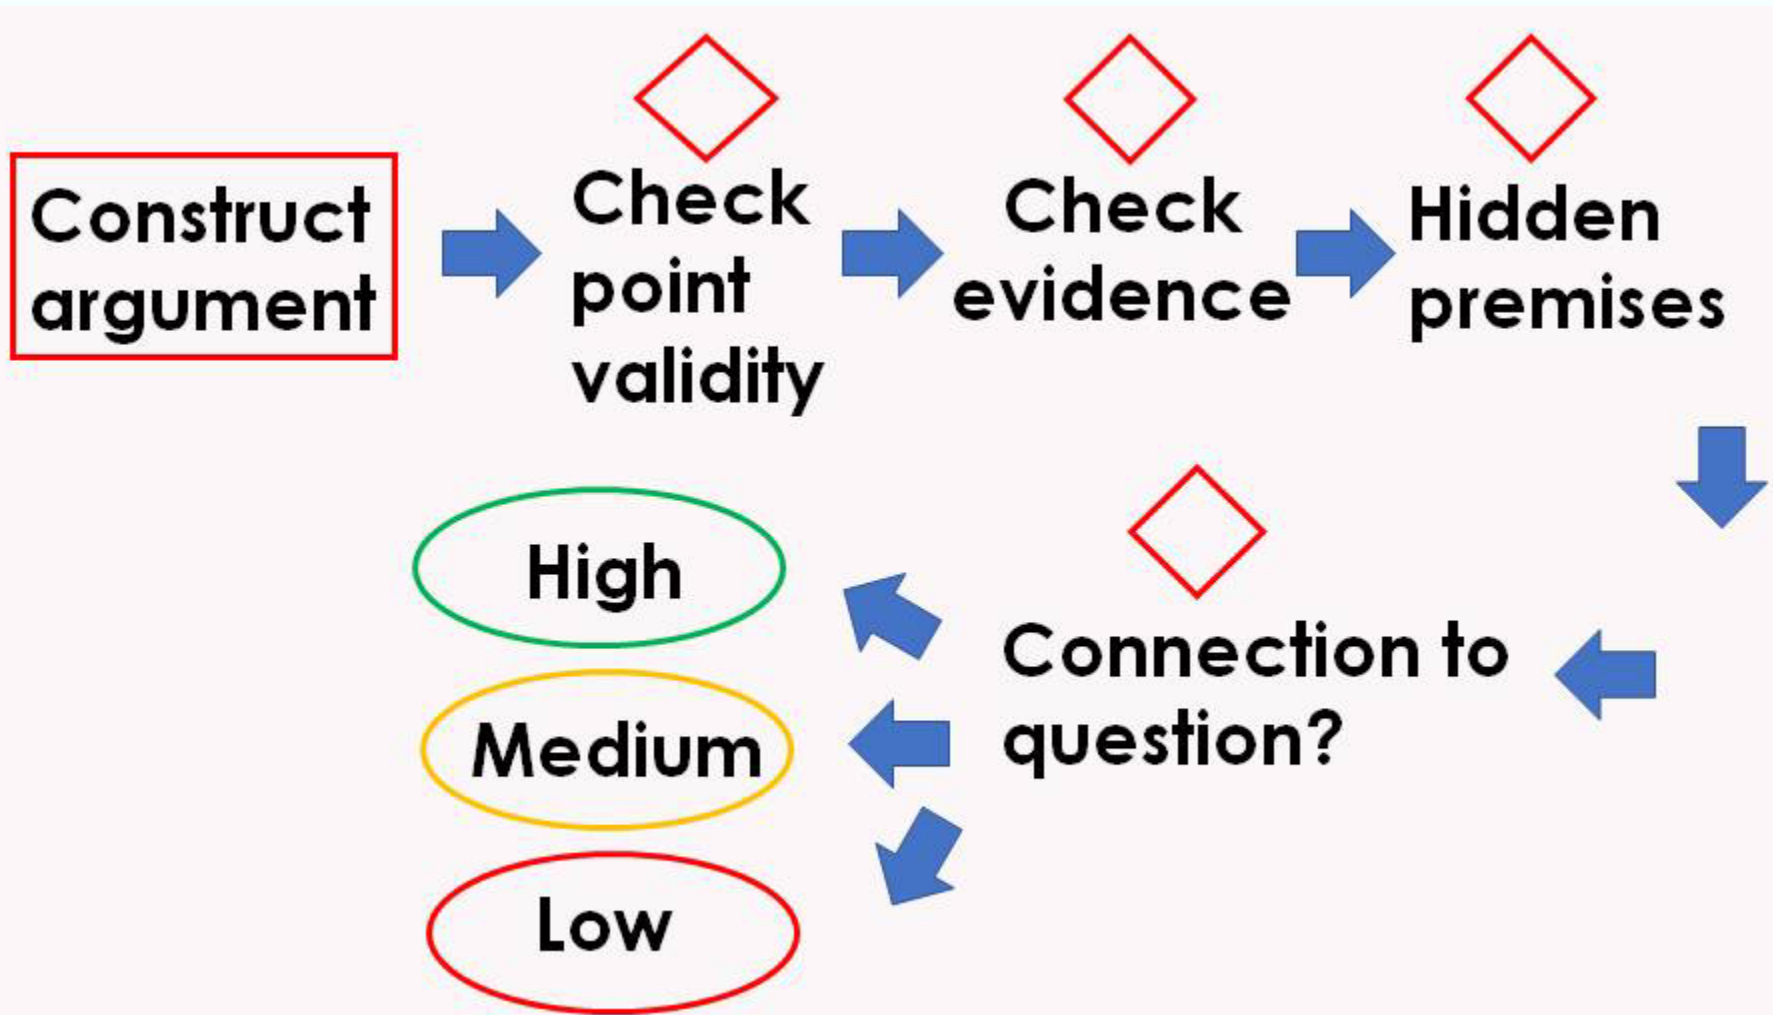 Construct
argument
Check
point
validity
Check
evidence
Hidden
premises
Connection to
question?
High
Medium
Low